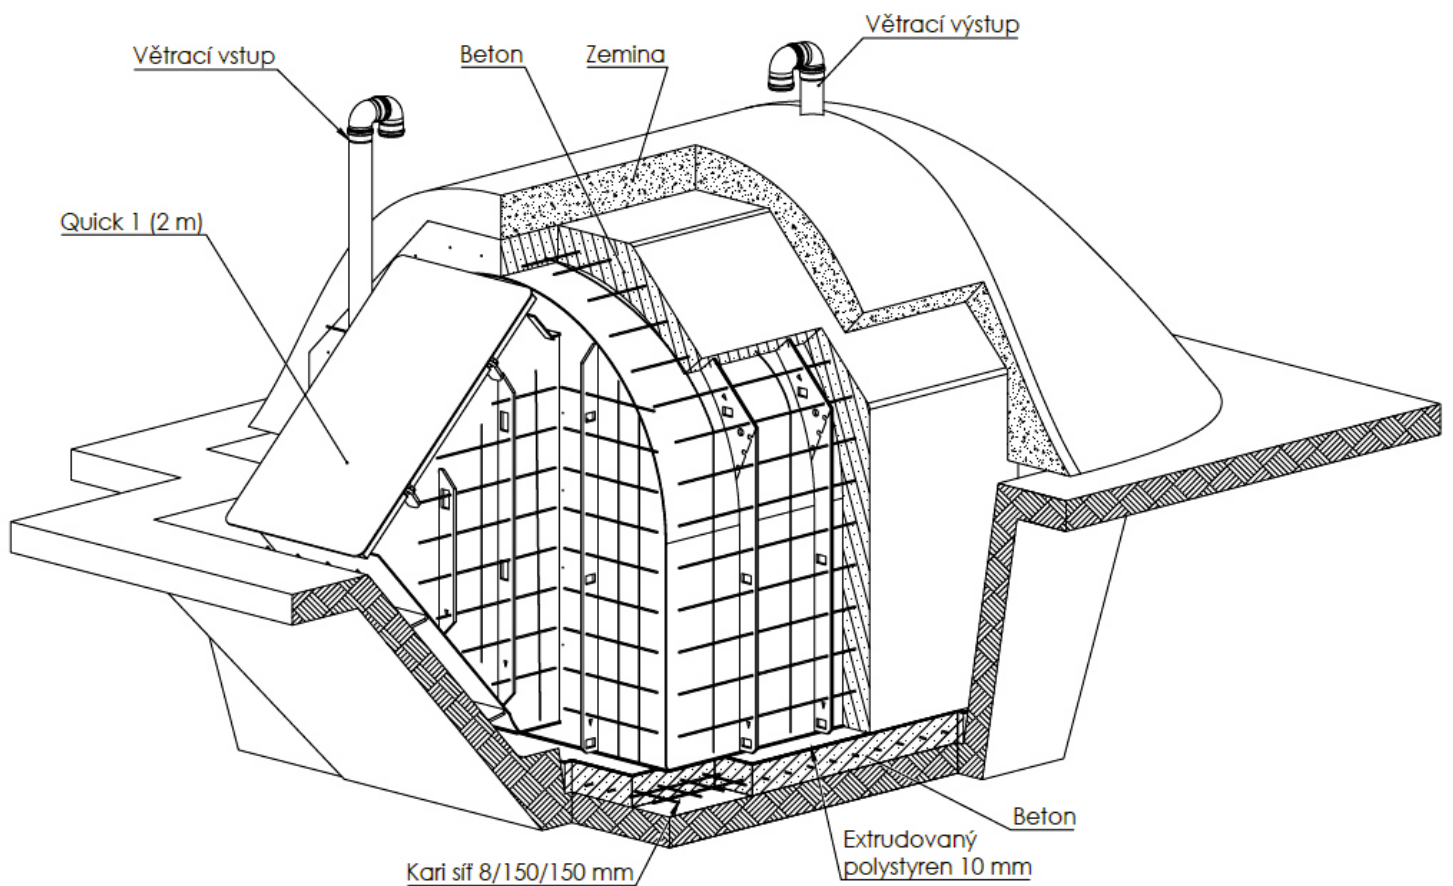 Větrací výstup
Větrací vstup
Beton
Zemina
Quick 1 (2 m)
Beton
Extrudovaný
polystyren 10 mm
Kari síť 8/150/150 mm